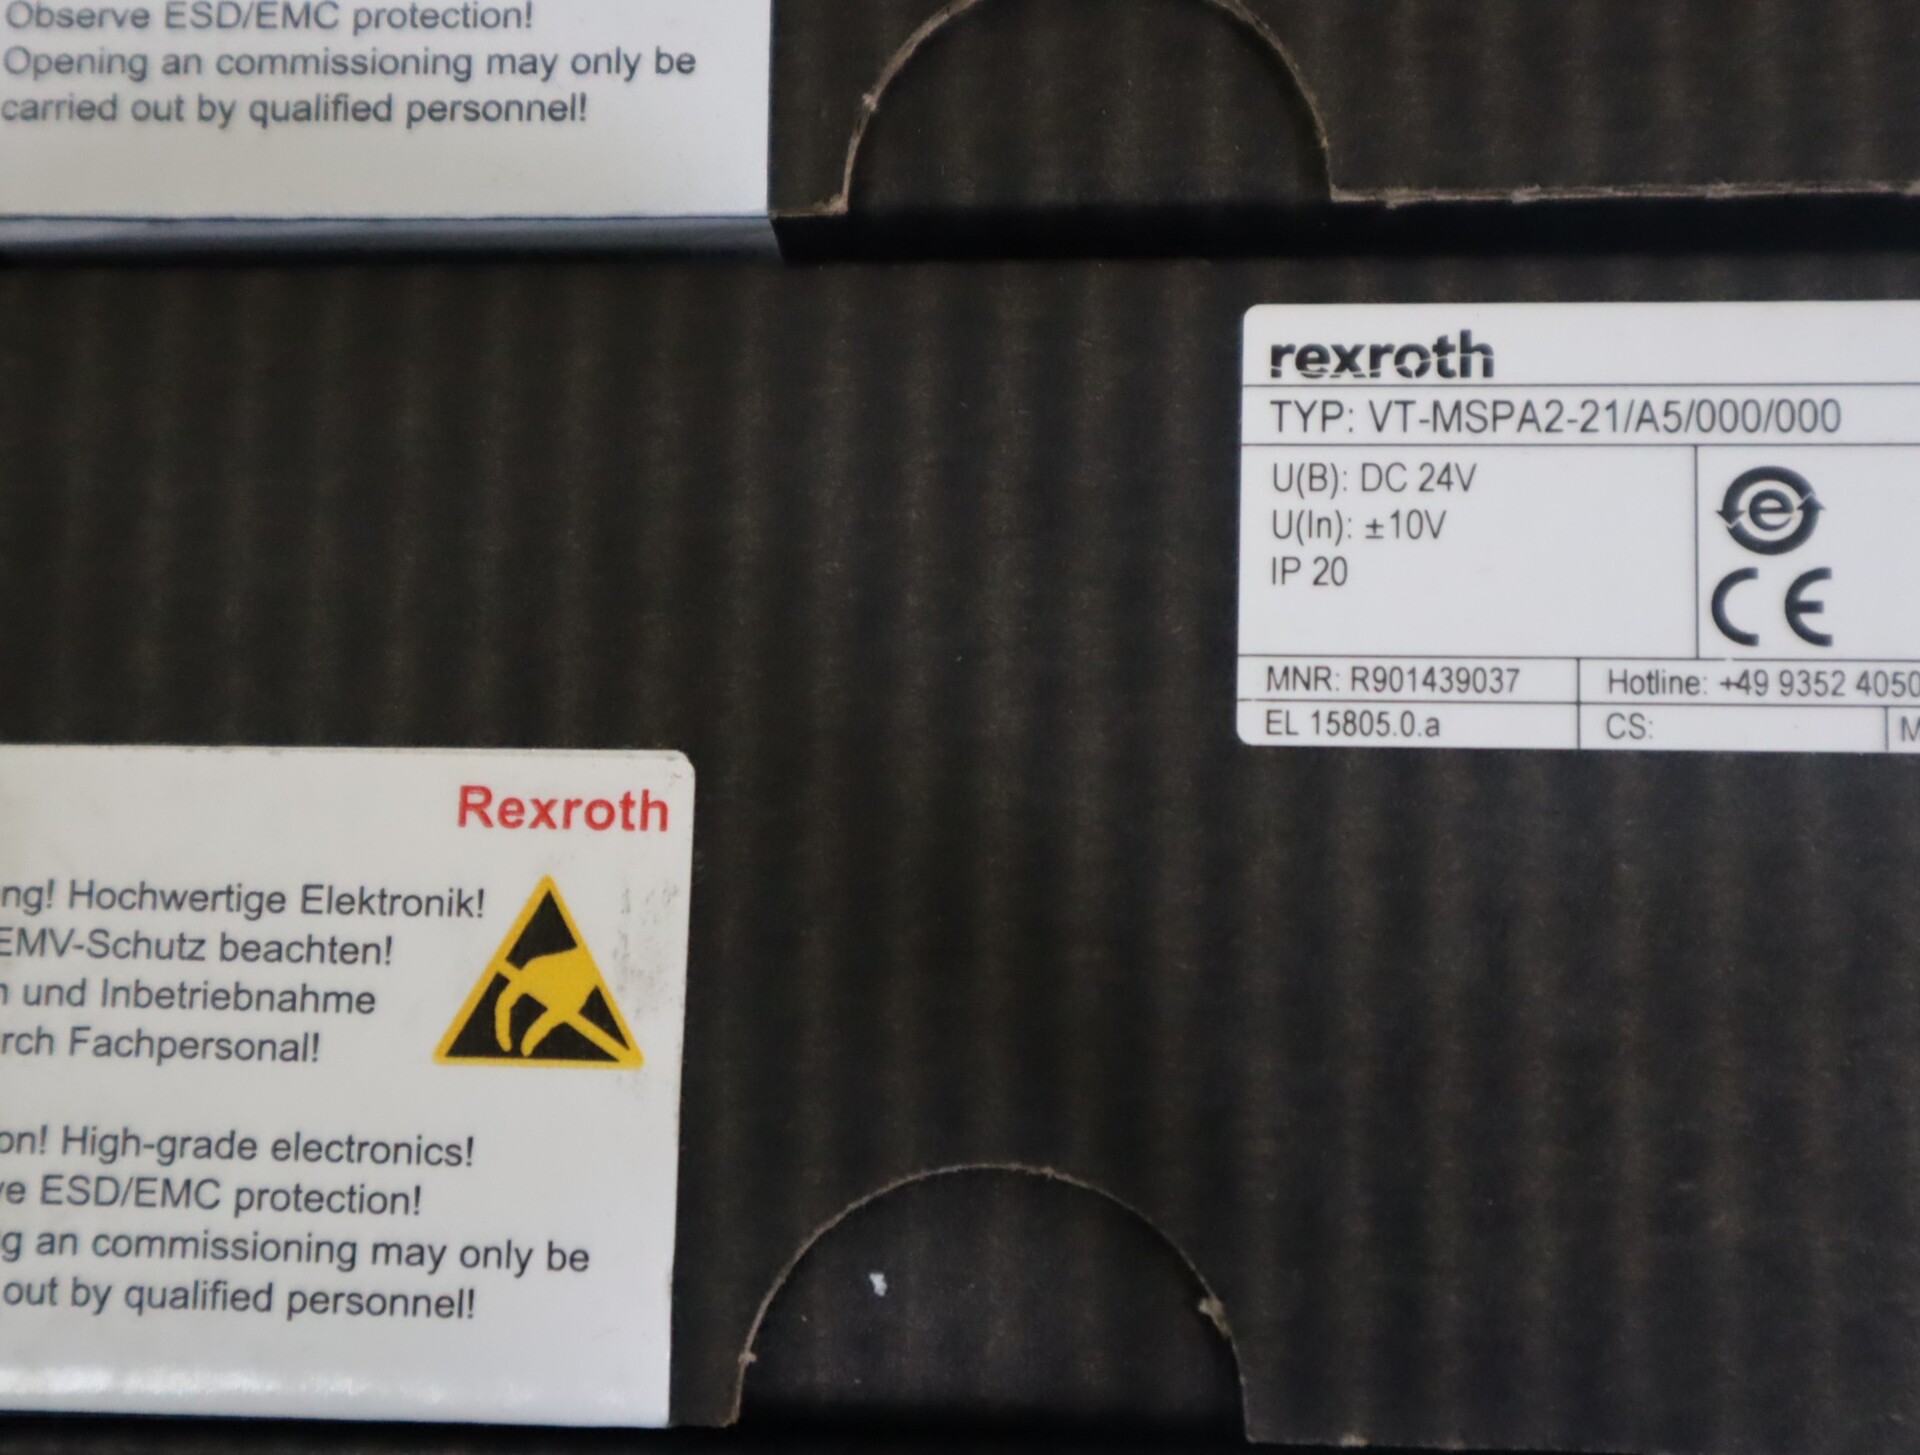 Observe ESD/EMC protection!
Opening an commissioning may only be
carried out by qualified personnel!
rexroth
TYP: VT-MSPA2-21/A5/000/000
U(B): DC 24V
U(In): ±10V
IP 20
e
CE
MNR: R901439037
Hotline: +49 9352 4050
EL 15805.0.a
CS:
M
Rexroth
ng! Hochwertige Elektronik!
EMV-Schutz beachten!
n und Inbetriebnahme
rch Fachpersonal!
on! High-grade electronics!
ve ESD/EMC protection!
g an commissioning may only be
out by qualified personnel!